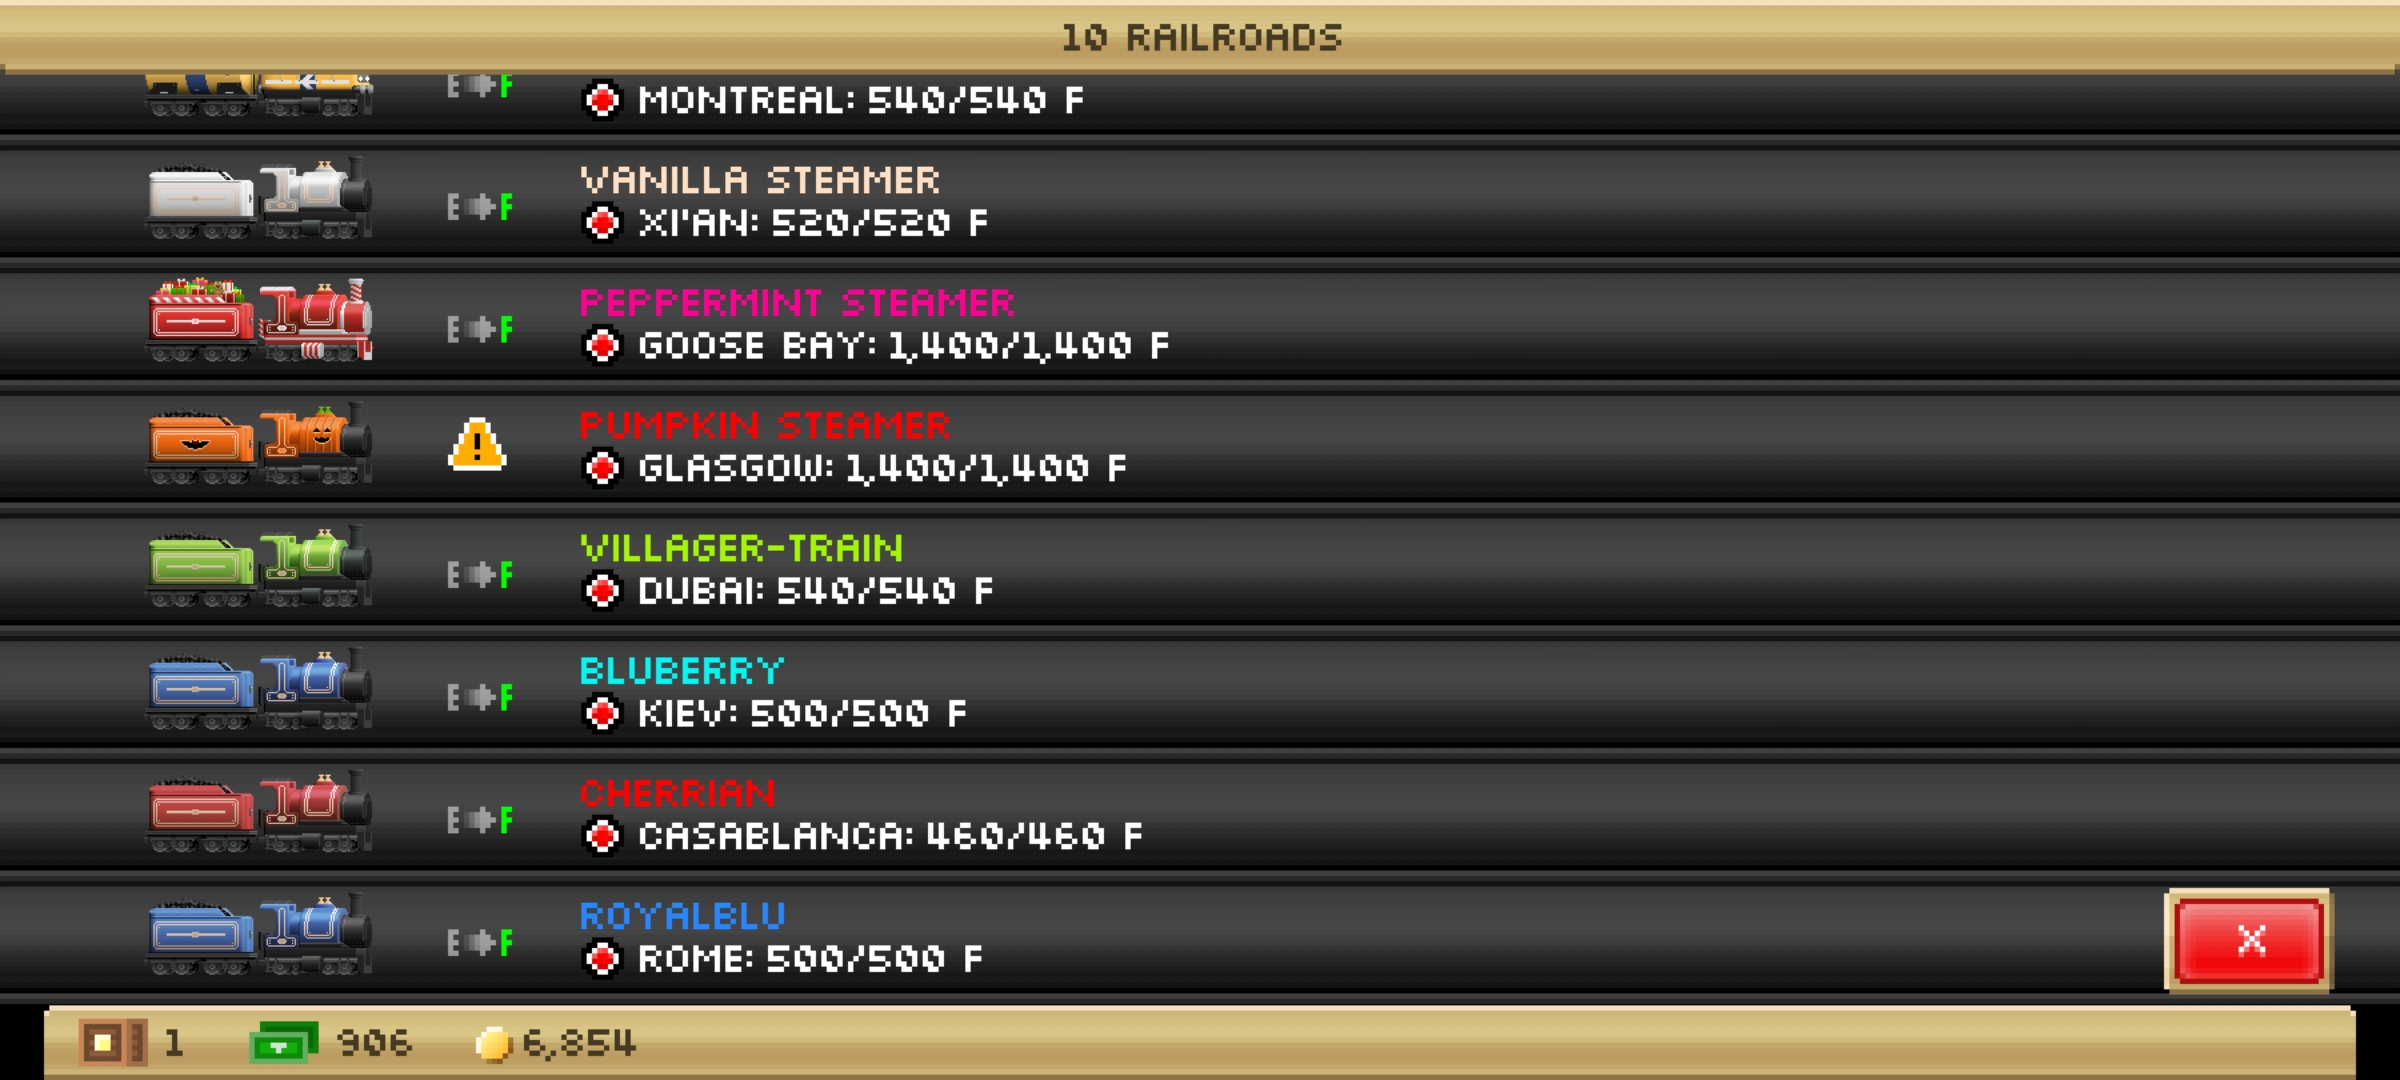 10 RAILROADS
E F
MONTREAL: 540/540 F
VANILLA STEAMER
E F
XI'AN: 520/520 F
PEPPERMINT STEAMER
E F
GOOSE BAY: 1,400/1,400 F
PUMPKIN STEAMER
!
GLASGOW: 1,400/1,400 F
VILLAGER-TRAIN
E F
DUBAI: 540/540 F
BLUBERRY
E F
KIEV: 500/500 F
CHERRIAN
E F
CASABLANCA: 460/460 F
ROYALBLU
E F
ROME: 500/500 F
X
1 906 6,854